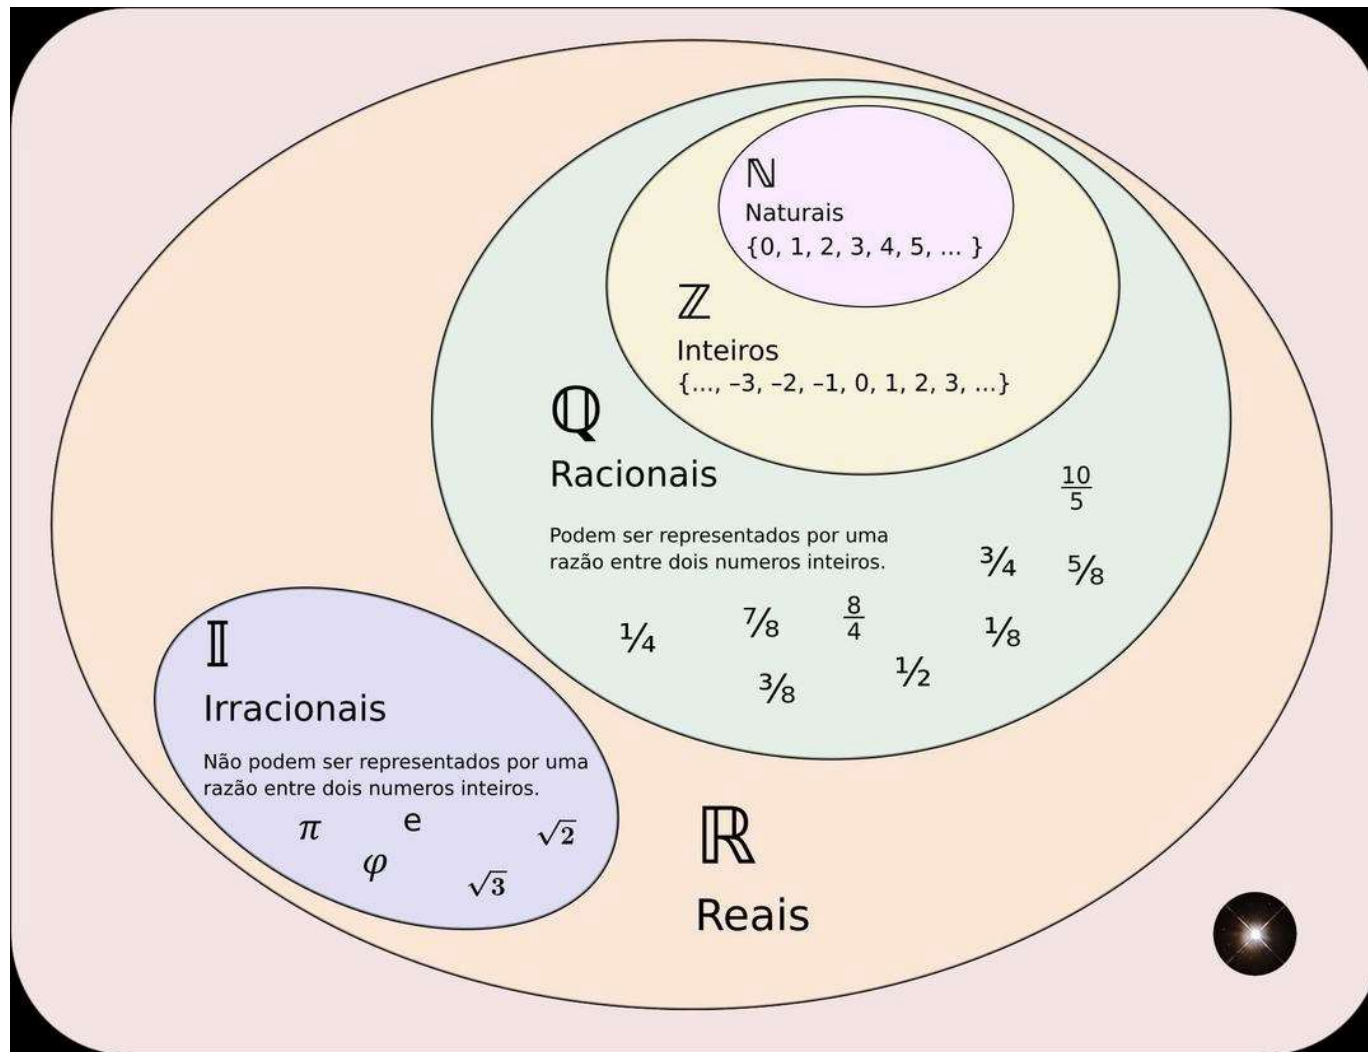 ℕ
Naturais
{0, 1, 2, 3, 4, 5, ... }
ℤ
Inteiros
{..., –3, –2, –1, 0, 1, 2, 3, ...}
ℚ
Racionais
Podem ser representados por uma
razão entre dois numeros inteiros.
10/5
¾ ⅝
¼ ⅞ 8/4 ⅛
⅜ ½
𝕀
Irracionais
Não podem ser representados por uma
razão entre dois numeros inteiros.
π e √2
φ √3
ℝ
Reais